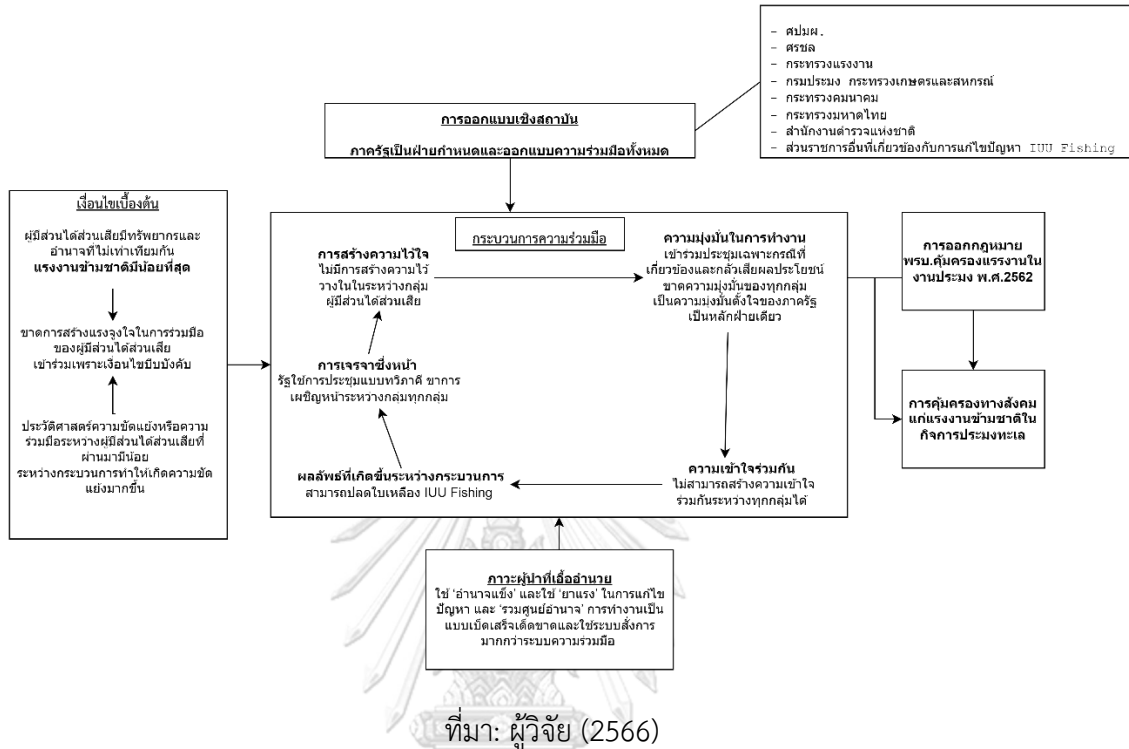 - ศปมผ.
- ศรชล
- กระทรวงแรงงาน
- กรมประมง กระทรวงเกษตรและสหกรณ์
- กระทรวงคมนาคม
- กระทรวงมหาดไทย
- สำนักงานตำรวจแห่งชาติ
- ส่วนราชการอื่นที่เกี่ยวข้องกับการแก้ไขปัญหา IUU Fishing
การออกแบบเชิงสถาบัน
ภาครัฐเป็นฝ่ายกำหนดและออกแบบความร่วมมือทั้งหมด
เงื่อนไขเบื้องต้น
ผู้มีส่วนได้ส่วนเสียมีทรัพยากรและ
อำนาจที่ไม่เท่าเทียมกัน
แรงงานข้ามชาติมีน้อยที่สุด
ขาดการสร้างแรงจูงใจในการร่วมมือ
ของผู้มีส่วนได้ส่วนเสีย
เข้าร่วมเพราะเงื่อนไขบีบบังคับ
ประวัติศาสตร์ความขัดแย้งหรือความ
ร่วมมือระหว่างผู้มีส่วนได้ส่วนเสียที่
ผ่านมามีน้อย
ระหว่างกระบวนการทำให้เกิดความขัด
แย้งมากขึ้น
กระบวนการความร่วมมือ
การสร้างความไว้ใจ
ไม่มีการสร้างความไว้
วางในในระหว่างกลุ่ม
ผู้มีส่วนได้ส่วนเสีย
ความมุ่งมั่นในการทำงาน
เข้าร่วมประชุมเฉพาะกรณีที่
เกี่ยวข้องและกลัวเสียผลประโยชน์
ขาดความมุ่งมั่นของทุกกลุ่ม
เป็นความมุ่งมั่นตั้งใจของภาครัฐ
เป็นหลักฝ่ายเดียว
การเจรจาซึ่งหน้า
รัฐใช้การประชุมแบบทวิภาคี ขาการ
เผชิญหน้าระหว่างกลุ่มทุกกลุ่ม
ผลลัพธ์ที่เกิดขึ้นระหว่างกระบวนการ
สามารถปลดใบเหลือง IUU Fishing
ความเข้าใจร่วมกัน
ไม่สามารถสร้างความเข้าใจ
ร่วมกันระหว่างทุกกลุ่มได้
การออกกฎหมาย
พรบ.คุ้มครองแรรงงานใน
งานประมง พ.ศ.2562
การคุ้มครองทางสังคม
แก่แรงงานข้ามชาติใน
กิจการประมงทะเล
ภาวะผู้นำที่เอื้ออำนวย
ใช้ 'อำนาจแข็ง' และใช้ 'ยาแรง' ในการแก้ไข
ปัญหา และ 'รวมศูนย์อำนาจ' การทำงานเป็น
แบบเบ็ดเสร็จเด็ดขาดและใช้ระบบสั่งการ
มากกว่าระบบความร่วมมือ
ที่มา: ผู้วิจัย (2566)